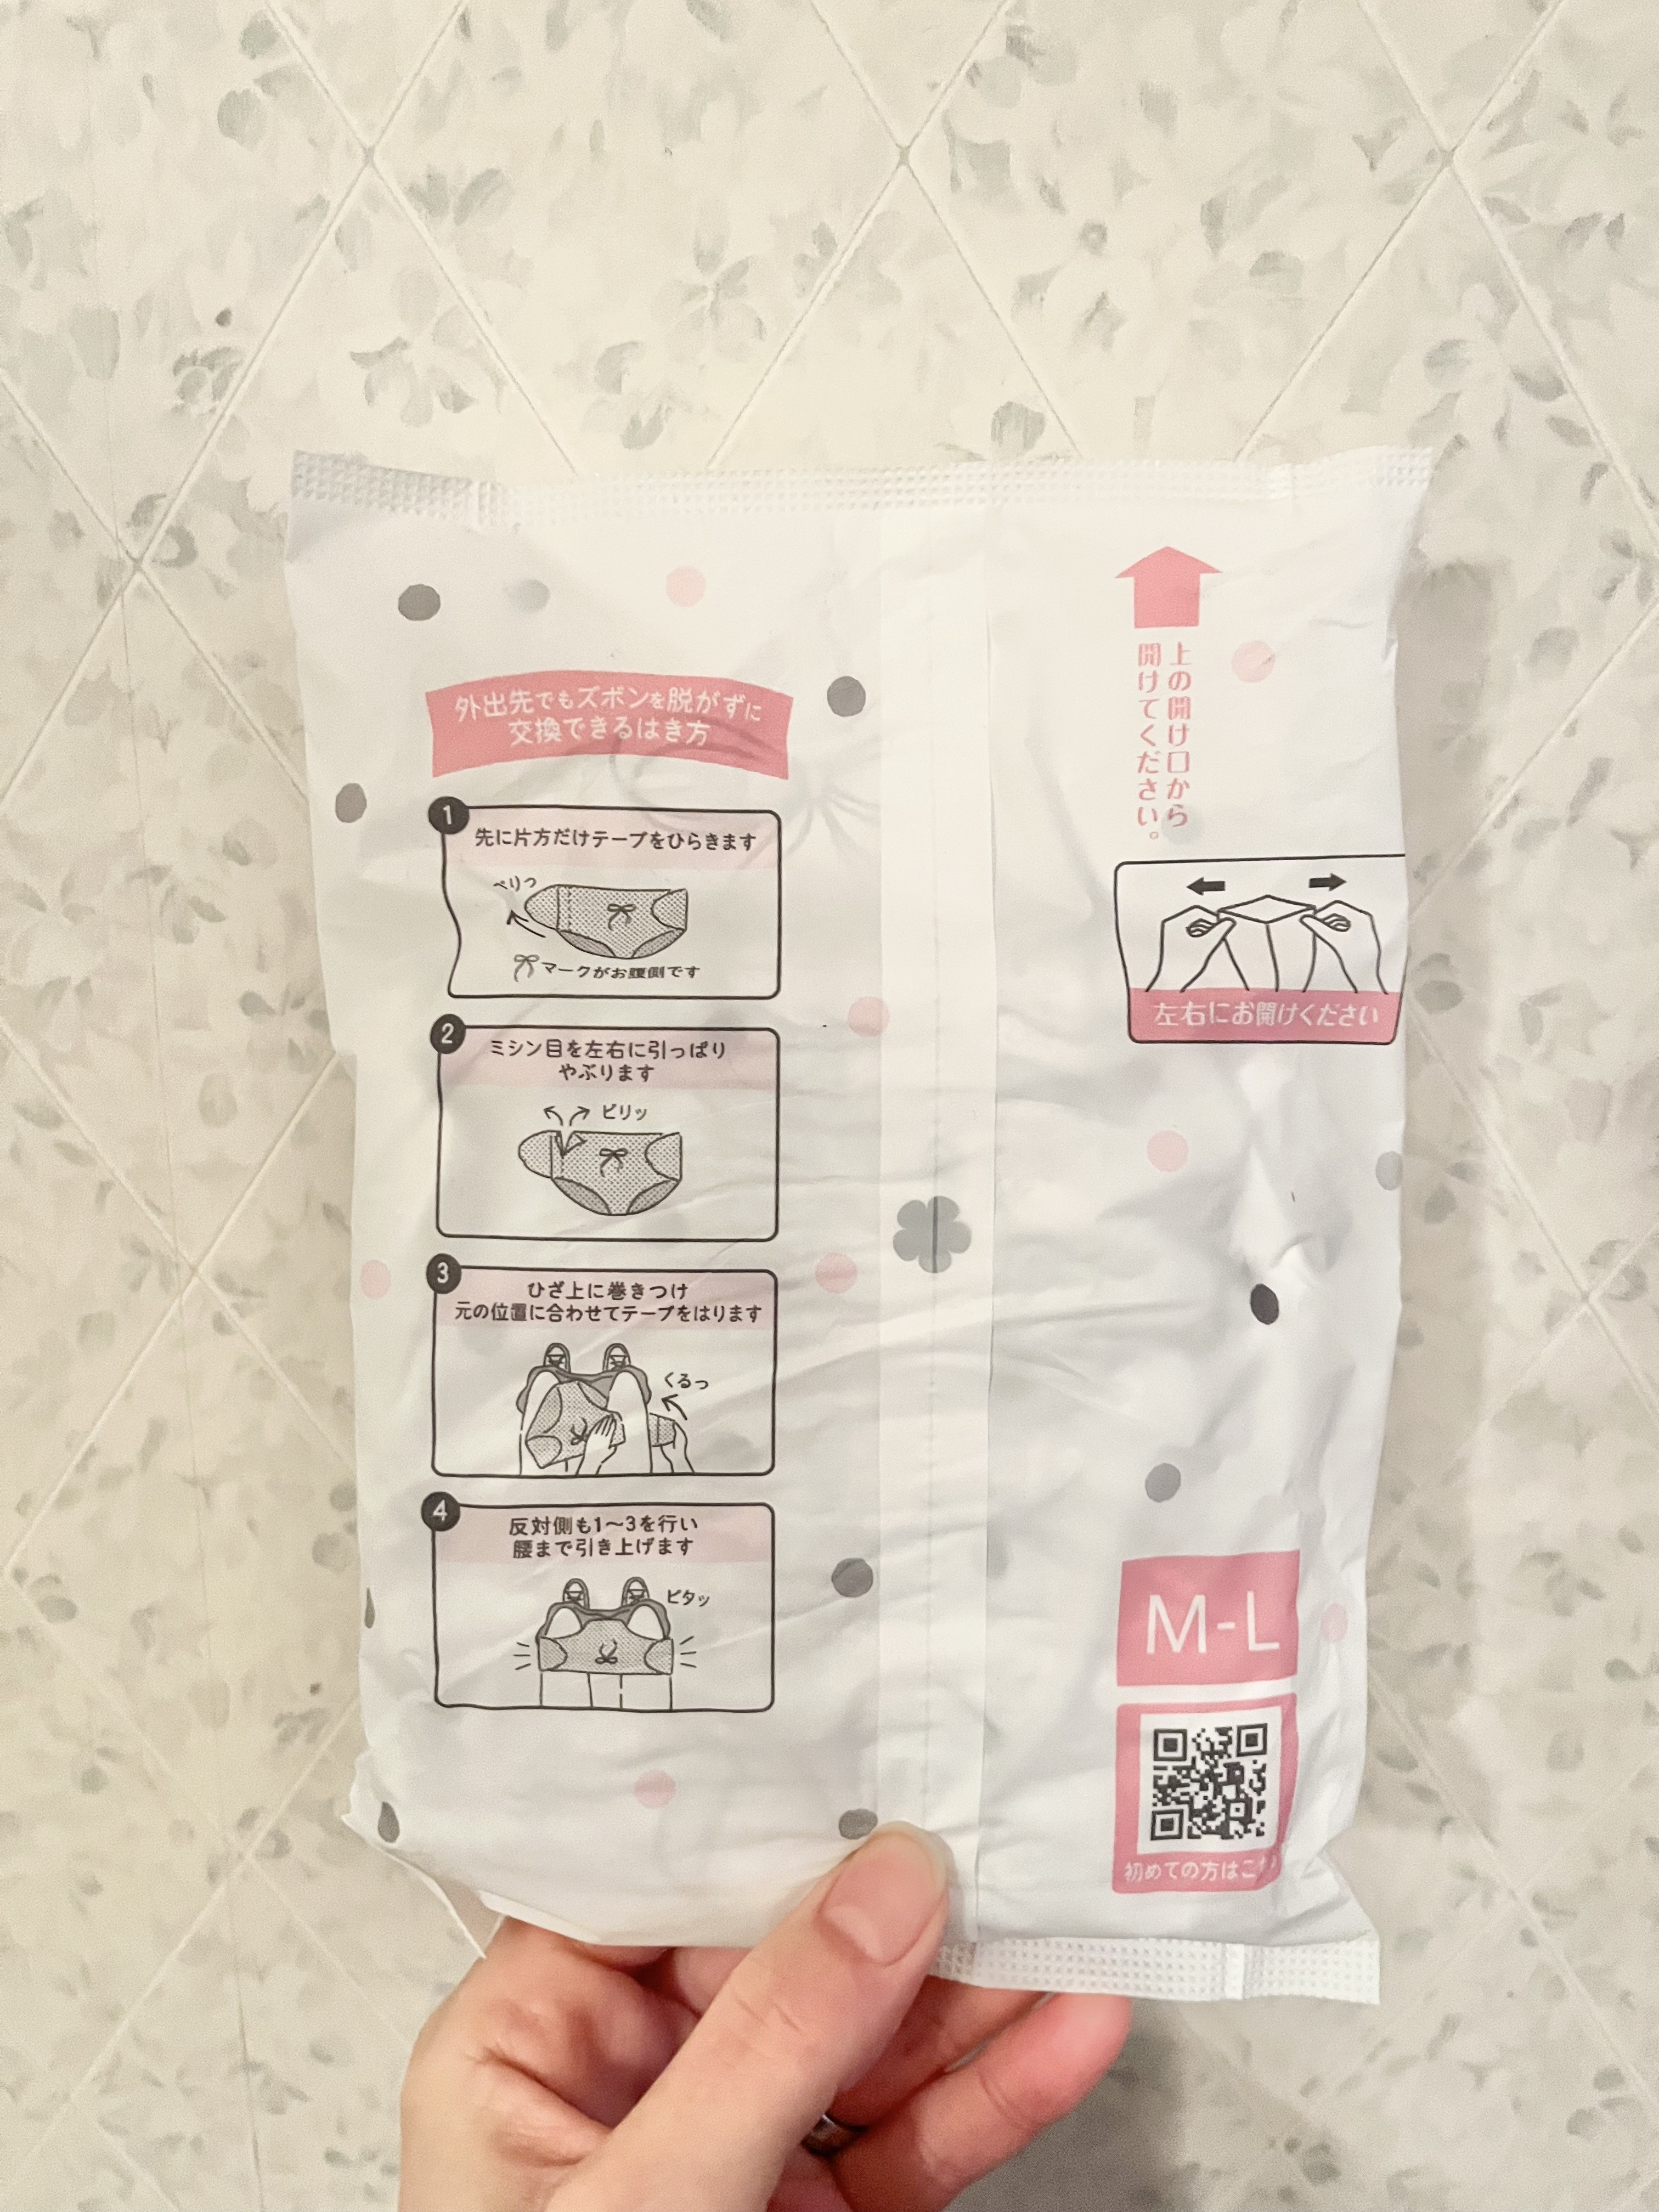 外出先でもズボンを脱がずに
交換できるはき方
1
先に片方だけテープをひらきます
ぺりっ
マークがお腹側です
2
ミシン目を左右に引っぱり
やぶります
ビリッ
3
ひざ上に巻きつけ
元の位置に合わせてテープをはります
くるっ
4
反対側も1〜3を行い
腰まで引き上げます
ピタッ
上の開け口から
開けてください。
左右にお開けください
M-L
初めての方はこ